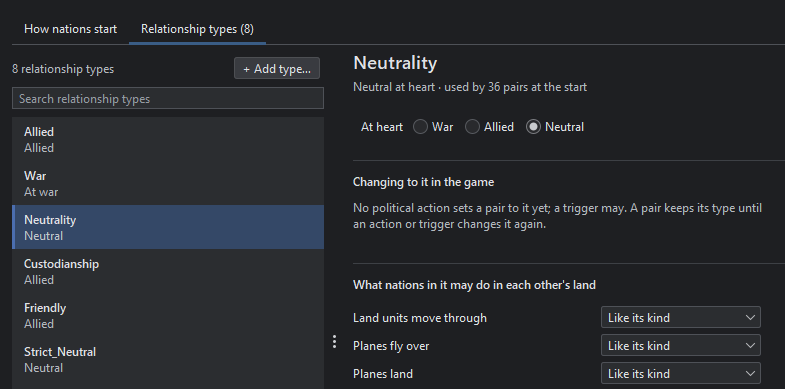 How nations start
Relationship types (8)
8 relationship types
+ Add type...
Search relationship types
Allied
Allied
War
At war
Neutrality
Neutral
Custodianship
Allied
Friendly
Allied
Strict_Neutral
Neutral
Neutrality
Neutral at heart · used by 36 pairs at the start
At heart
War
Allied
Neutral
Changing to it in the game
No political action sets a pair to it yet; a trigger may. A pair keeps its type until
an action or trigger changes it again.
What nations in it may do in each other's land
Land units move through
Like its kind
Planes fly over
Like its kind
Planes land
Like its kind